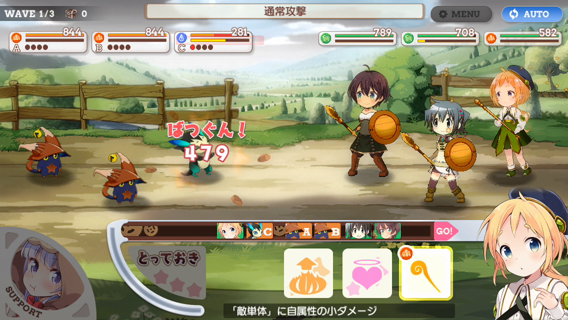 WAVE 1/3 0
通常攻撃
MENU
AUTO
844
A
844
B
281
C
789
708
582
ばつぐん!
479
C A B GO!
とっておき
SUPPORT
「敵単体」に自属性の小ダメージ